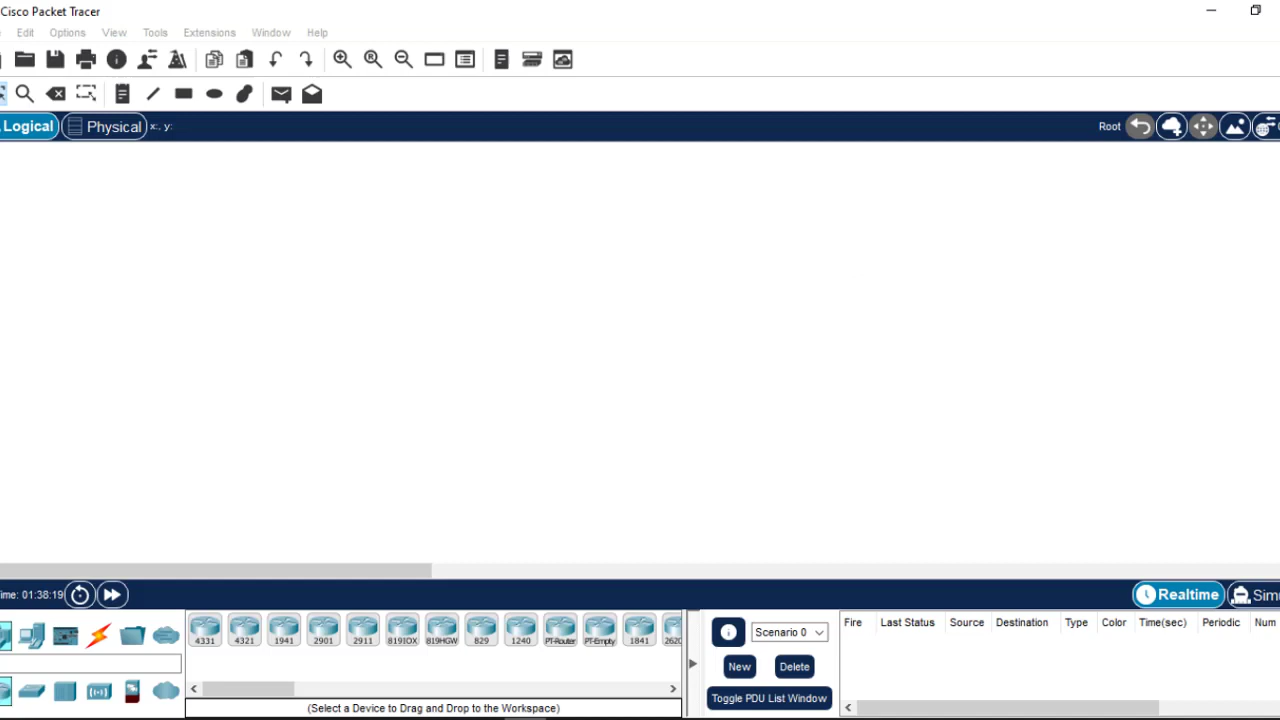 Cisco Packet Tracer
Edit Options View Tools Extensions Window Help
Logical Physical x:, y: Root
Time: 01:38:19 Realtime Simu
4331 4321 1941 2901 2911 819IOX 819HGW 829 1240 PT-Router PT-Empty 1841 2620
Scenario 0
Fire Last Status Source Destination Type Color Time(sec) Periodic Num
New Delete
Toggle PDU List Window
(Select a Device to Drag and Drop to the Workspace)